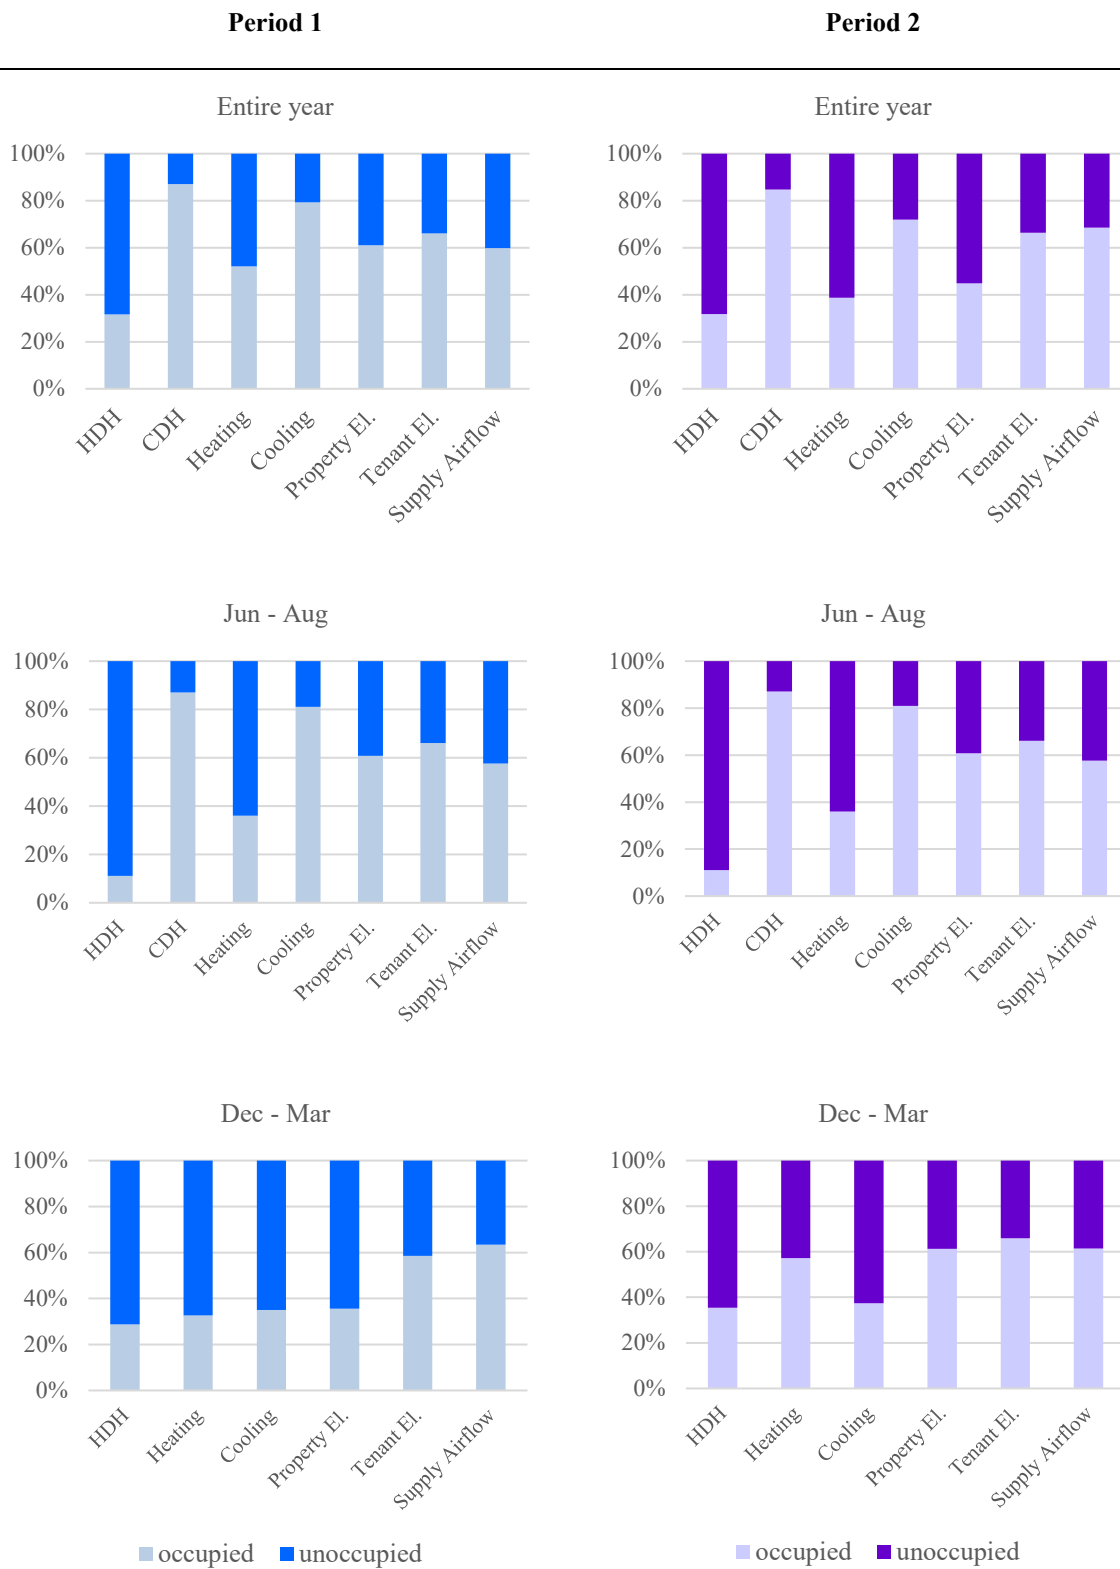 Period 1
Period 2
Entire year
100%
80%
60%
40%
20%
0%
HDH
CDH
Heating
Cooling
Property El.
Tenant El.
Supply Airflow
Entire year
100%
80%
60%
40%
20%
0%
HDH
CDH
Heating
Cooling
Property El.
Tenant El.
Supply Airflow
Jun - Aug
100%
80%
60%
40%
20%
0%
HDH
CDH
Heating
Cooling
Property El.
Tenant El.
Supply Airflow
Jun - Aug
100%
80%
60%
40%
20%
0%
HDH
CDH
Heating
Cooling
Property El.
Tenant El.
Supply Airflow
Dec - Mar
100%
80%
60%
40%
20%
0%
HDH
Heating
Cooling
Property El.
Tenant El.
Supply Airflow
occupied
unoccupied
Dec - Mar
100%
80%
60%
40%
20%
0%
HDH
Heating
Cooling
Property El.
Tenant El.
Supply Airflow
occupied
unoccupied